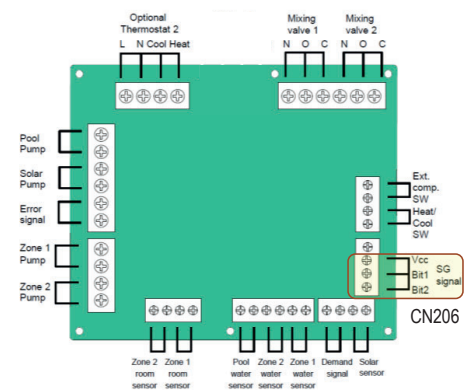 Optional
Thermostat 2
L N Cool Heat
Mixing
valve 1
N O C
Mixing
valve 2
N O C
Pool
Pump
Solar
Pump
Error
signal
Zone 1
Pump
Zone 2
Pump
Ext.
comp.
SW
Heat/
Cool
SW
Vcc
Bit1
Bit2
SG
signal
CN206
Zone 2
room
sensor
Zone 1
room
sensor
Pool
water
sensor
Zone 2
water
sensor
Zone 1
water
sensor
Demand
signal
Solar
sensor